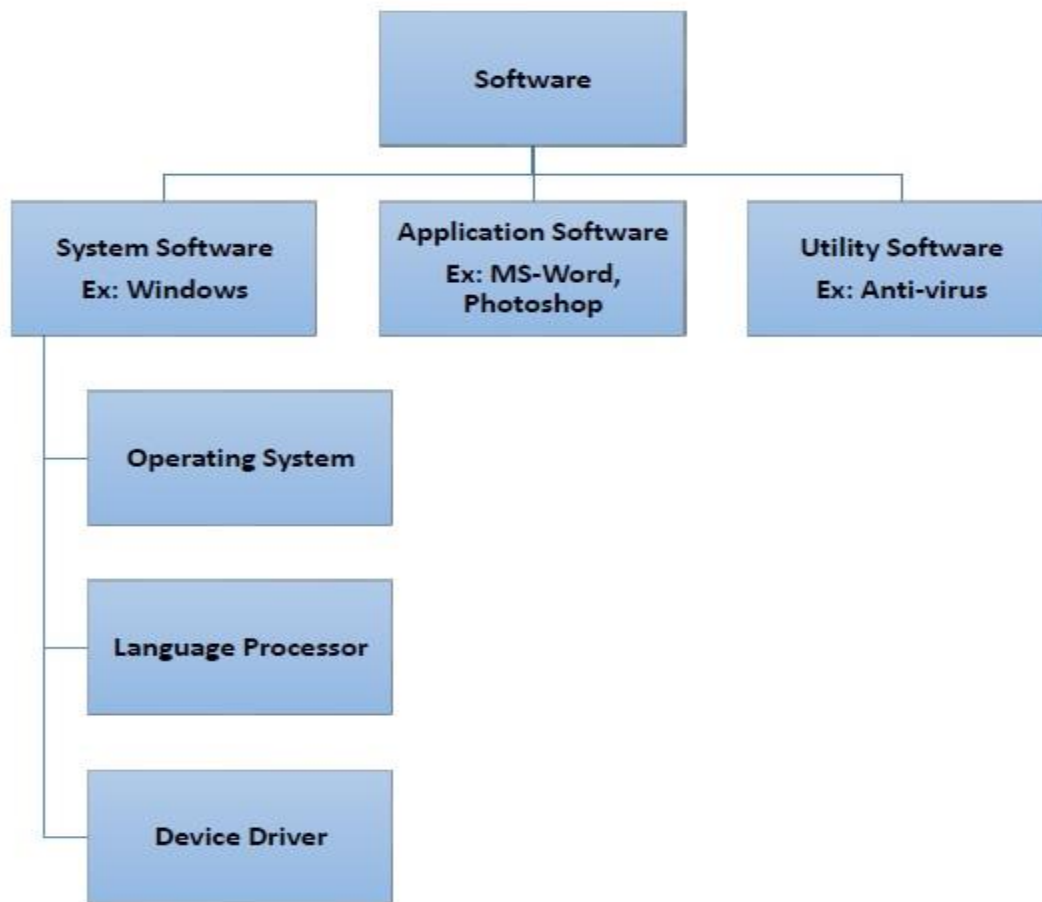 Software
System Software
Ex: Windows
Application Software
Ex: MS-Word,
Photoshop
Utility Software
Ex: Anti-virus
Operating System
Language Processor
Device Driver